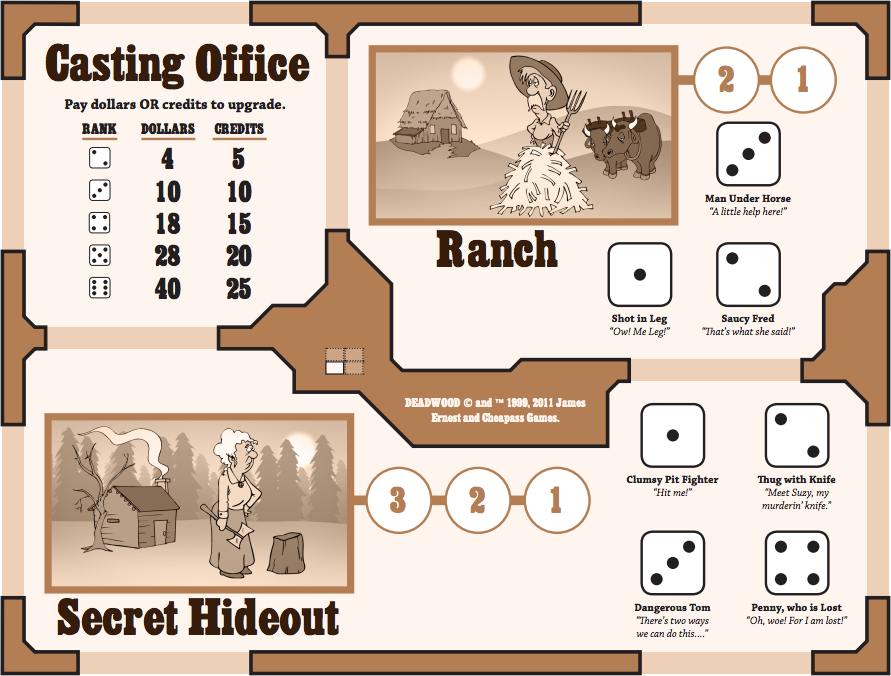 Casting Office
Pay dollars OR credits to upgrade.
RANK DOLLARS CREDITS
4 5
10 10
18 15
28 20
40 25
2 1
Man Under Horse
“A little help here!”
Ranch
Shot in Leg
“Ow! Me Leg!”
Saucy Fred
“That’s what she said!”
DEADWOOD © and ™ 1999, 2011 James
Ernest and Cheapass Games.
3 2 1
Secret Hideout
Clumsy Pit Fighter
“Hit me!”
Thug with Knife
“Meet Suzy, my
murderin’ knife.”
Dangerous Tom
“There’s two ways
we can do this....”
Penny, who is Lost
“Oh, woe! For I am lost!”